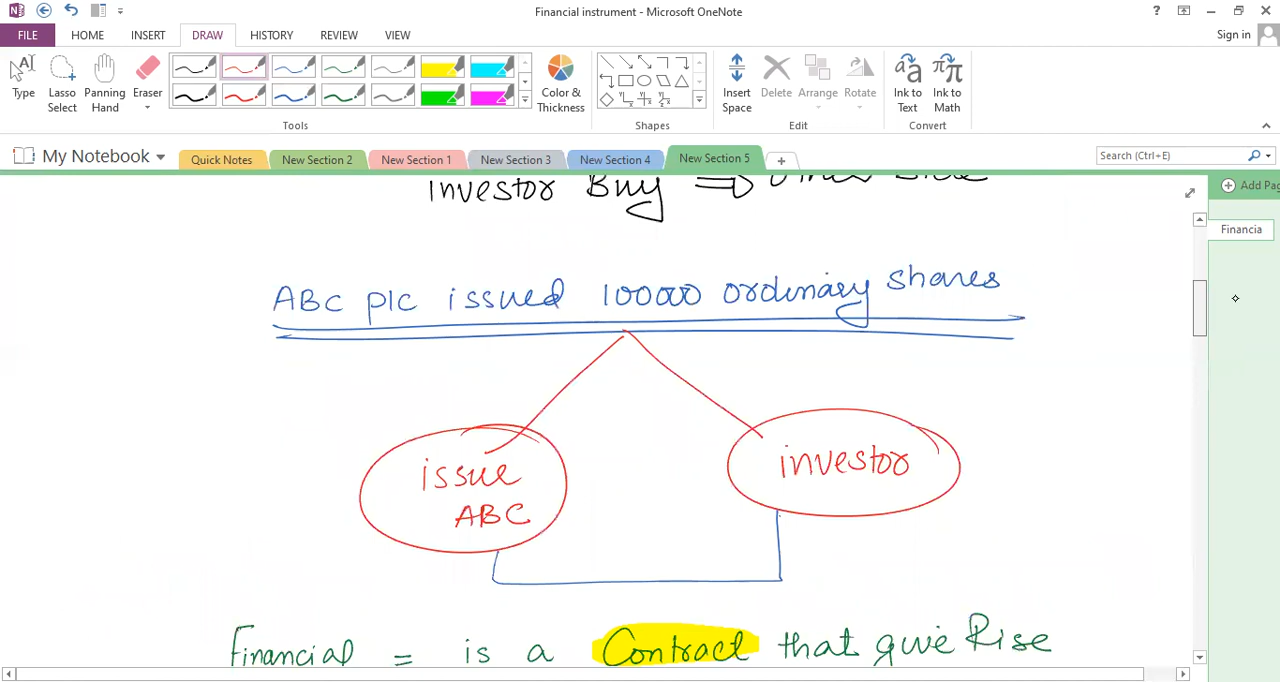 Financial instrument - Microsoft OneNote
Sign in
FILE HOME INSERT DRAW HISTORY REVIEW VIEW
Type Lasso Select Panning Hand Eraser Color & Thickness Insert Space Delete Arrange Rotate Ink to Text Ink to Math
Tools Shapes Edit Convert
My Notebook Quick Notes New Section 2 New Section 1 New Section 3 New Section 4 New Section 5 Search (Ctrl+E)
Add Pag
Financia
investor Buy ⇒
ABC plc issued 10000 ordinary shares
issue
ABC
investor
Financial = is a Contract that give Rise